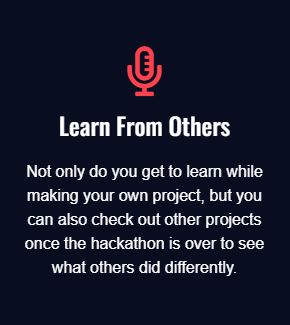 Learn From Others
Not only do you get to learn while
making your own project, but you
can also check out other projects
once the hackathon is over to see
what others did differently.